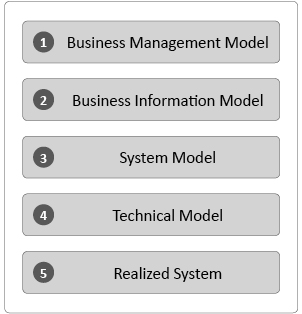 1 Business Management Model
2 Business Information Model
3 System Model
4 Technical Model
5 Realized System